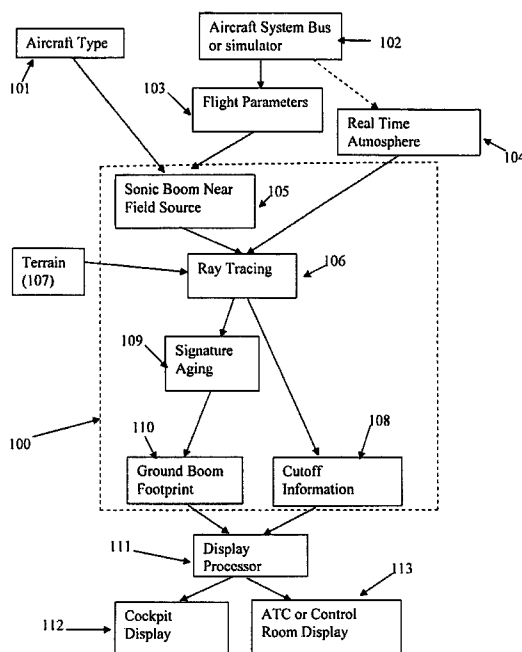 Aircraft Type
101
Aircraft System Bus
or simulator
102
103
Flight Parameters
Real Time
Atmosphere
104
Sonic Boom Near
Field Source
105
Terrain
(107)
Ray Tracing
106
109
Signature
Aging
100
110
108
Ground Boom
Footprint
Cutoff
Information
111
Display
Processor
113
112
Cockpit
Display
ATC or Control
Room Display